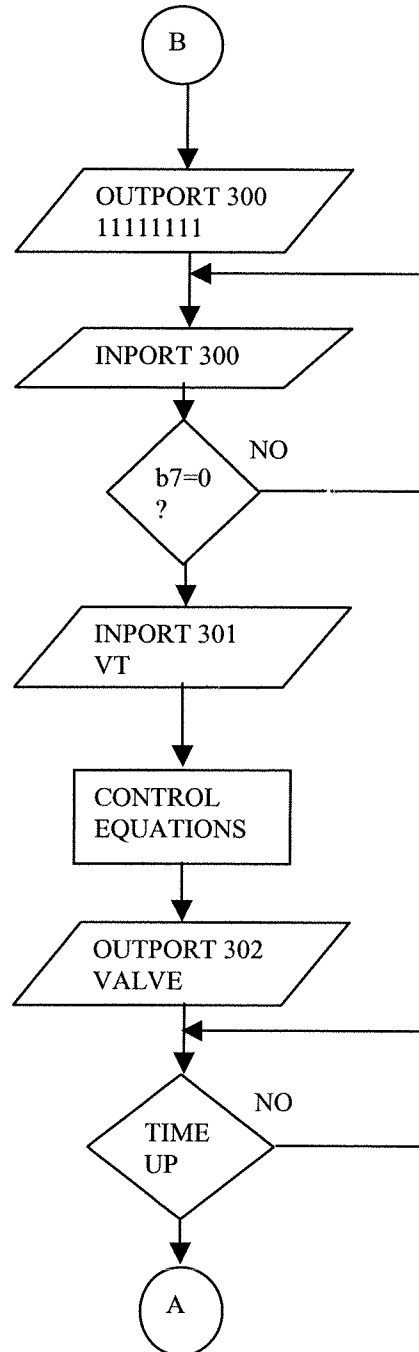 B
OUTPORT 300
11111111
INPORT 300
NO
b7=0
?
INPORT 301
VT
CONTROL
EQUATIONS
OUTPORT 302
VALVE
NO
TIME
UP
A